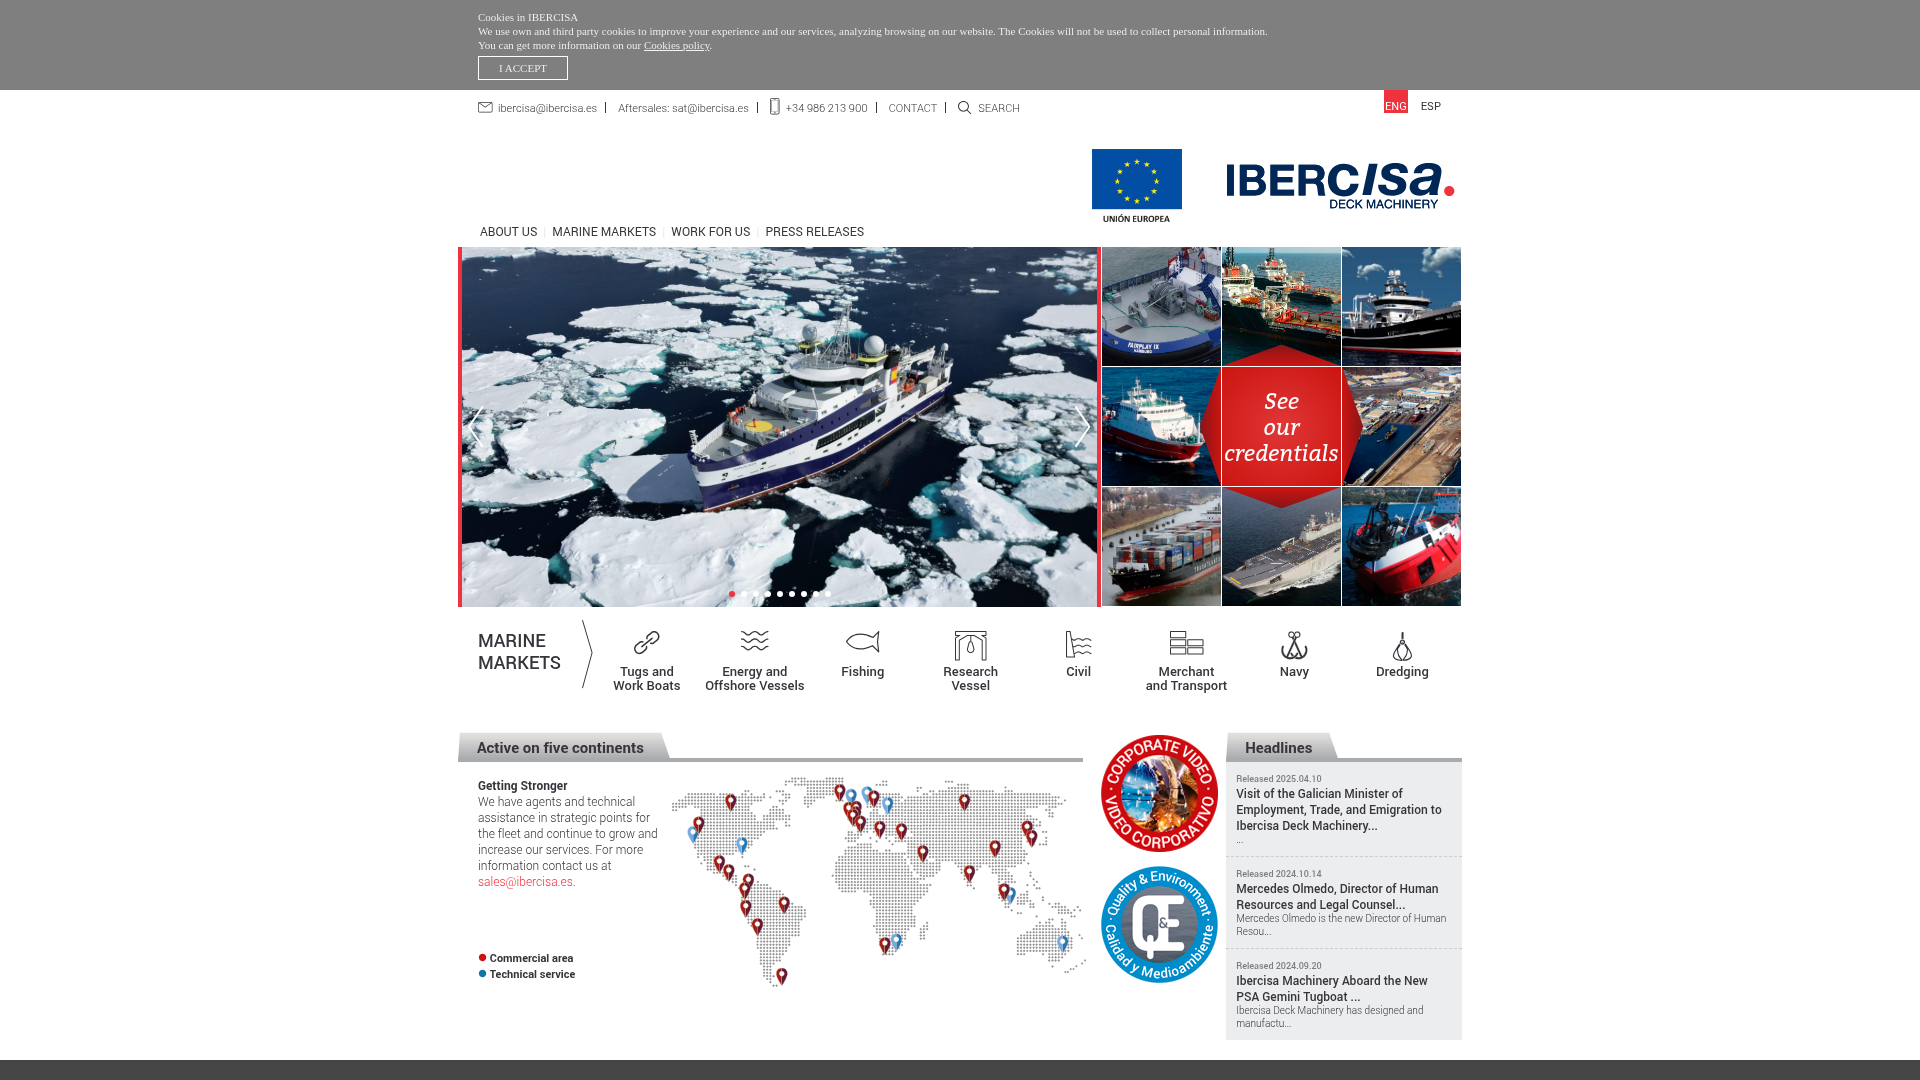 Cookies in IBERCISA
We use own and third party cookies to improve your experience and our services, analyzing browsing on our website. The Cookies will not be used to collect personal information.
You can get more information on our Cookies policy.
I ACCEPT
ibercisa@ibercisa.es
Aftersales: sat@ibercisa.es
+34 986 213 900
CONTACT
SEARCH
ENG
ESP
UNIÓN EUROPEA
IBERCISA.
DECK MACHINERY
ABOUT US
MARINE MARKETS
WORK FOR US
PRESS RELEASES
FAIRPLAY IX
HAMBURG
See
our
credentials
MARINE
MARKETS
Tugs and
Work Boats
Energy and
Offshore Vessels
Fishing
Research
Vessel
Civil
Merchant
and Transport
Navy
Dredging
Active on five continents
Getting Stronger
We have agents and technical
assistance in strategic points for
the fleet and continue to grow and
increase our services. For more
information contact us at
sales@ibercisa.es.
Commercial area
Technical service
· CORPORATE VIDEO ·
VIDEO CORPORATIVO
· Quality & Environment ·
Q&E
Calidad y Medioambiente
Headlines
Released 2025.04.10
Visit of the Galician Minister of
Employment, Trade, and Emigration to
Ibercisa Deck Machinery...
...
Released 2024.10.14
Mercedes Olmedo, Director of Human
Resources and Legal Counsel...
Mercedes Olmedo is the new Director of Human
Resou...
Released 2024.09.20
Ibercisa Machinery Aboard the New
PSA Gemini Tugboat ...
Ibercisa Deck Machinery has designed and
manufactu...